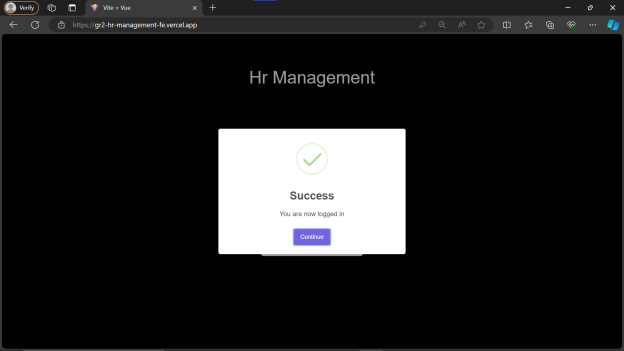 Verify
Vite + Vue
https://gr2-hr-management-fe.vercel.app
Hr Management
Success
You are now logged in
Continue